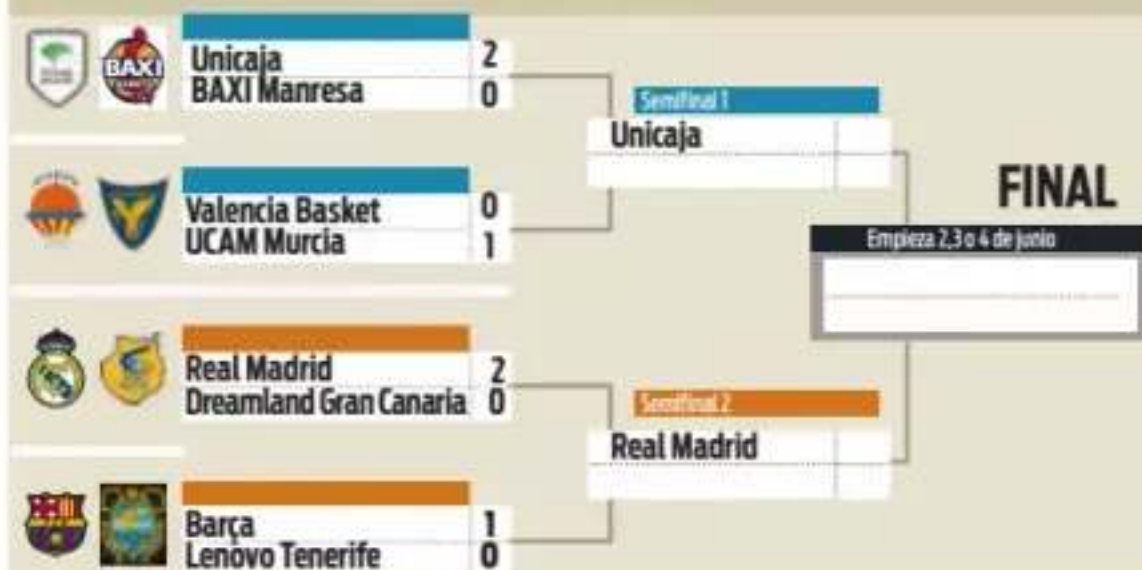 BAXI
Unicaja 2
BAXI Manresa 0
Semifinal 1
Unicaja
Valencia Basket 0
UCAM Murcia 1
FINAL
Empieza 2,3 o 4 de junio
Real Madrid 2
Dreamland Gran Canaria 0
Semifinal 2
Real Madrid
Barça 1
Lenovo Tenerife 0